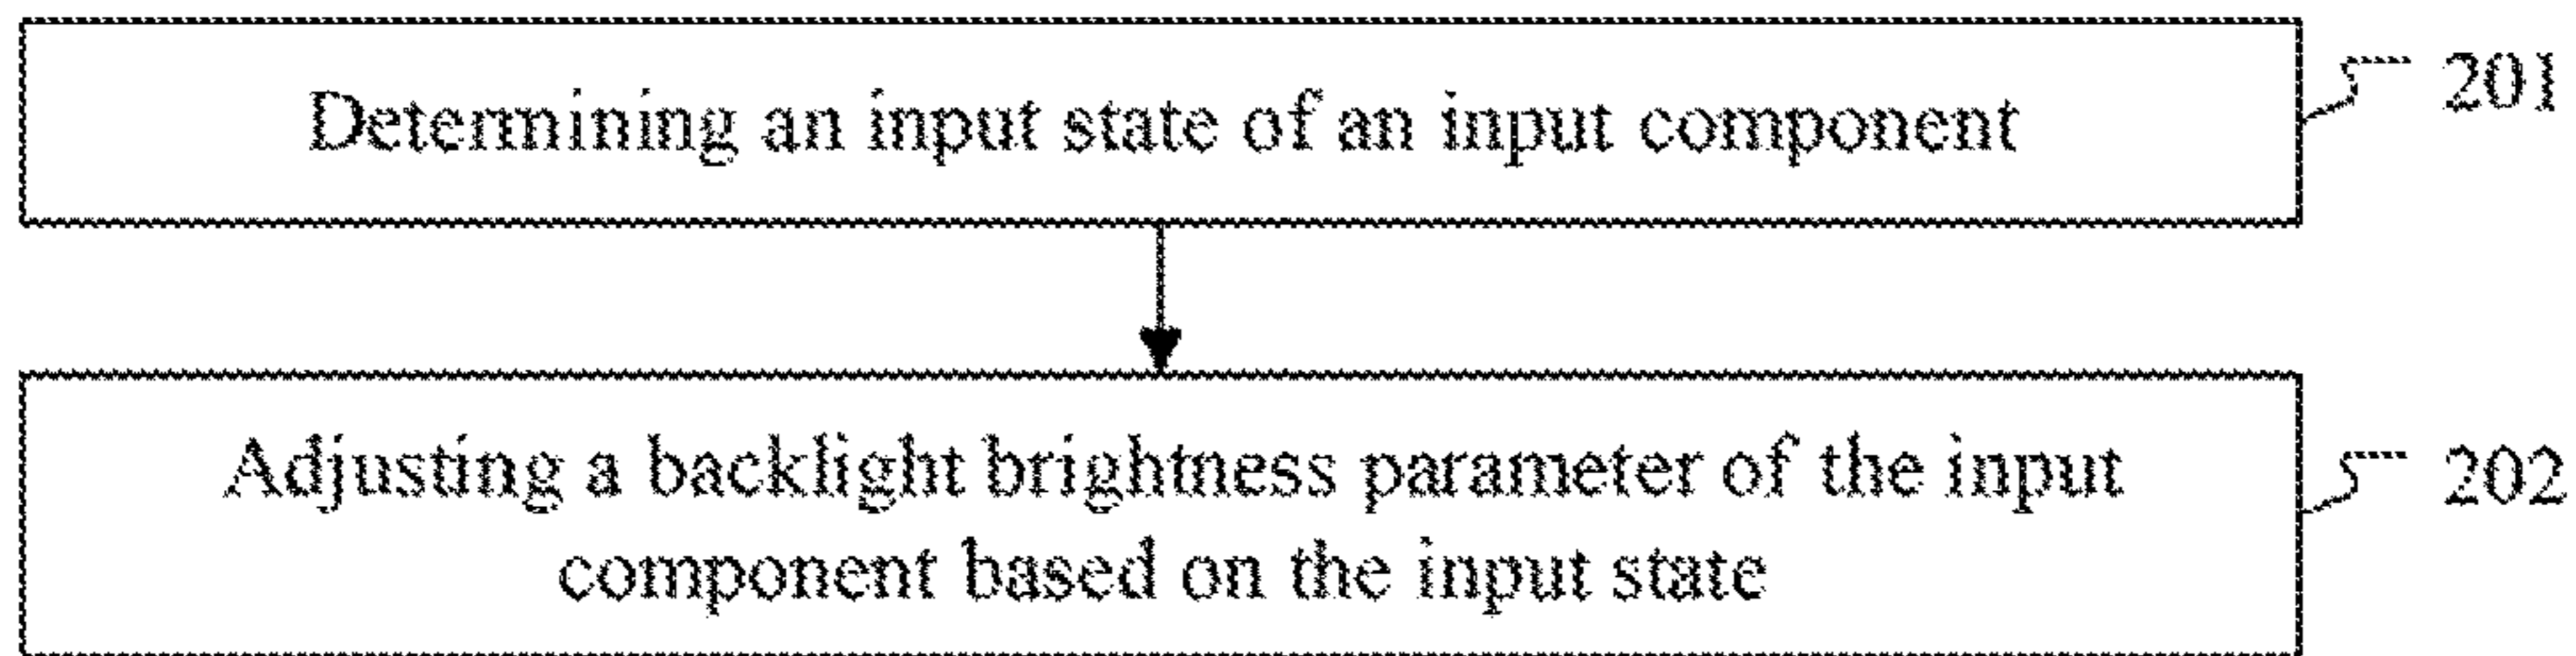 Determining an input state of an input component
201
Adjusting a backlight brightness parameter of the input
component based on the input state
202